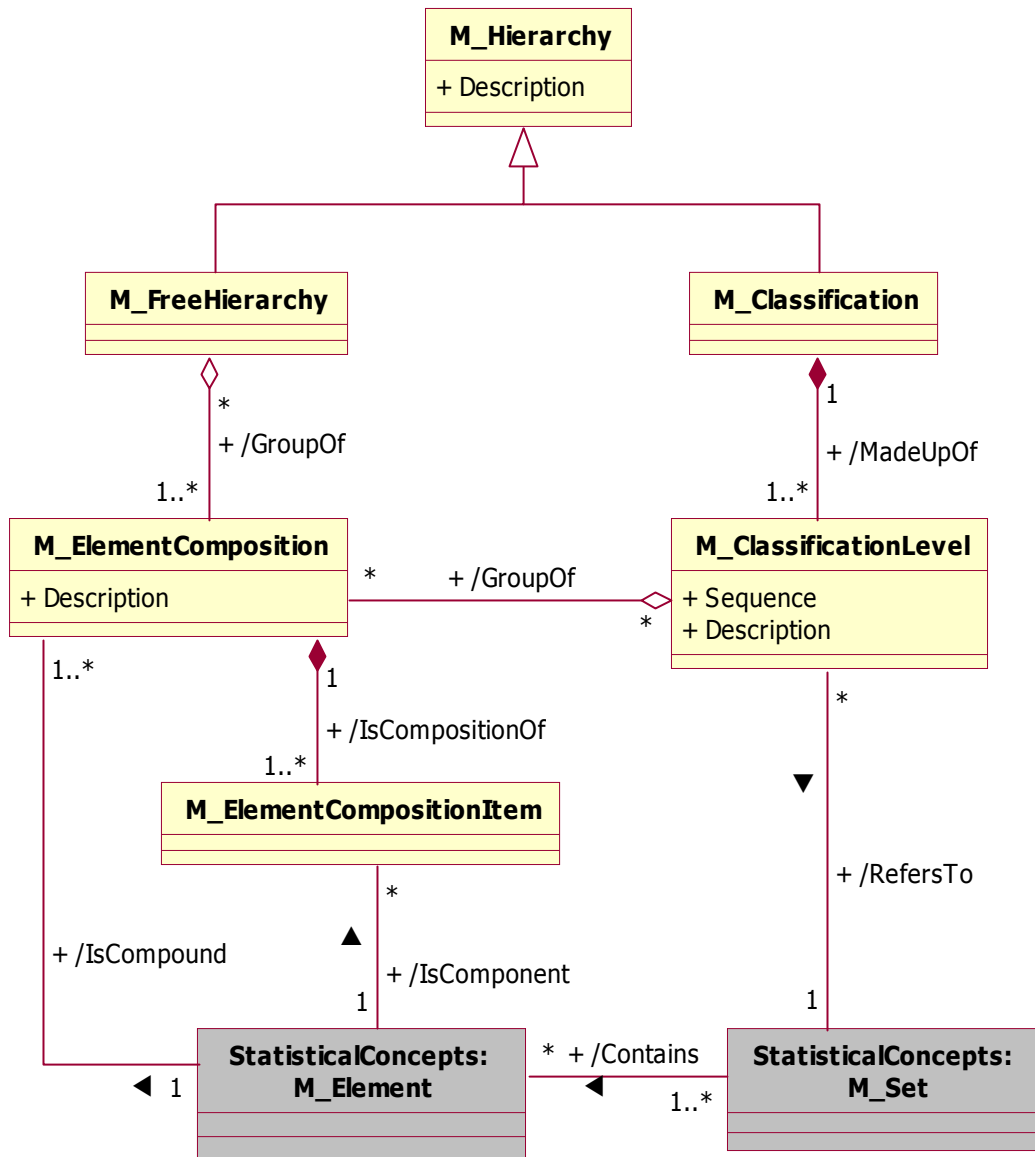 M_Hierarchy
+ Description
M_FreeHierarchy
M_Classification
*
+ /GroupOf
1..*
1
+ /MadeUpOf
1..*
M_ElementComposition
+ Description
* + /GroupOf
*
M_ClassificationLevel
+ Sequence
+ Description
1..*
1
+ /IsCompositionOf
1..*
*
M_ElementCompositionItem
+ /RefersTo
*
+ /IsCompound
+ /IsComponent
1
1
StatisticalConcepts:
M_Element
1
* + /Contains
1..*
StatisticalConcepts:
M_Set